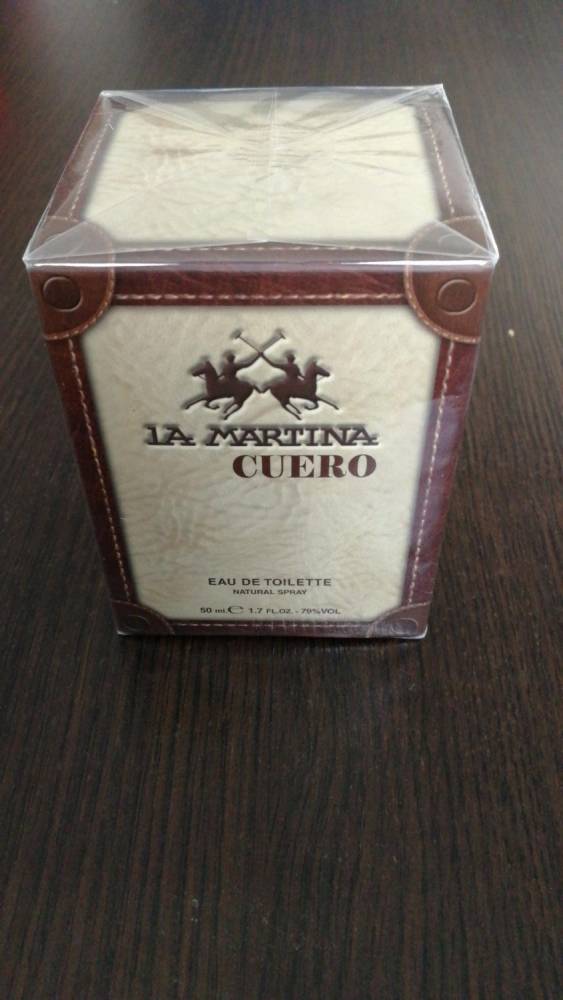 LA MARTINA
CUERO
EAU DE TOILETTE
NATURAL SPRAY
50 ml.℮ 1.7 FL.OZ. - 79%VOL